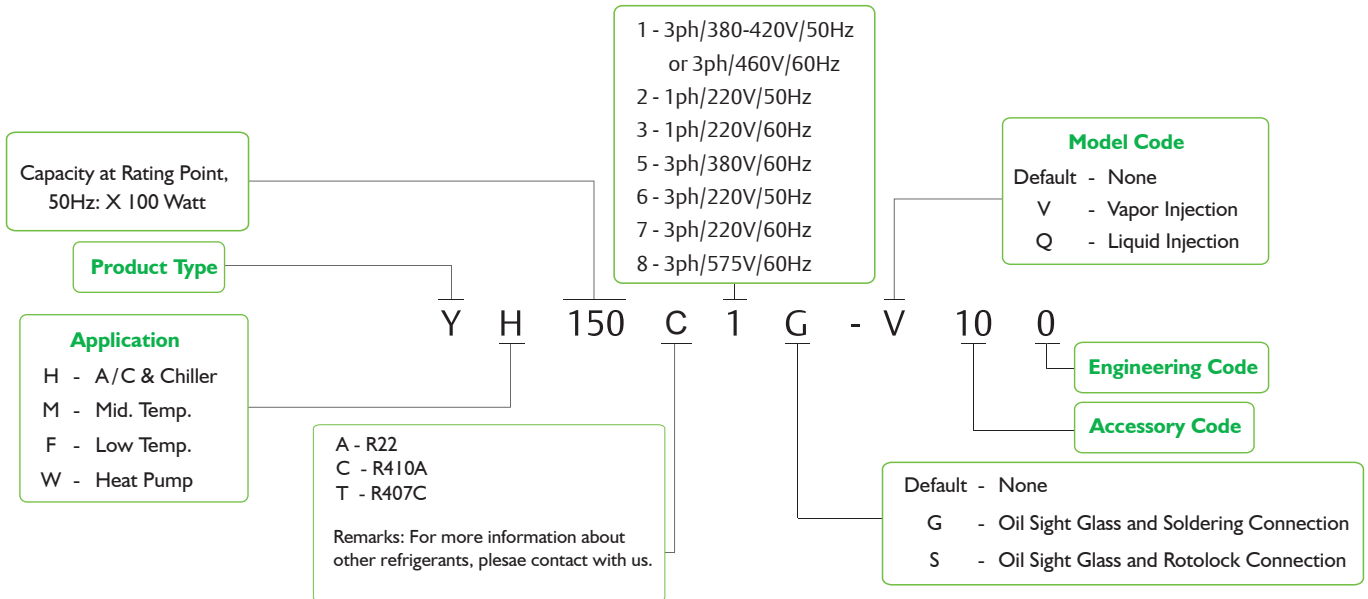 1 - 3ph/380-420V/50Hz
or 3ph/460V/60Hz
2 - 1ph/220V/50Hz
3 - 1ph/220V/60Hz
5 - 3ph/380V/60Hz
6 - 3ph/220V/50Hz
7 - 3ph/220V/60Hz
8 - 3ph/575V/60Hz
Capacity at Rating Point,
50Hz: X 100 Watt
Model Code
Default - None
V - Vapor Injection
Q - Liquid Injection
Product Type
Y H 150 C 1 G - V 10 0
Application
H - A/C & Chiller
M - Mid. Temp.
F - Low Temp.
W - Heat Pump
Engineering Code
Accessory Code
A - R22
C - R410A
T - R407C
Remarks: For more information about
other refrigerants, plesae contact with us.
Default - None
G - Oil Sight Glass and Soldering Connection
S - Oil Sight Glass and Rotolock Connection